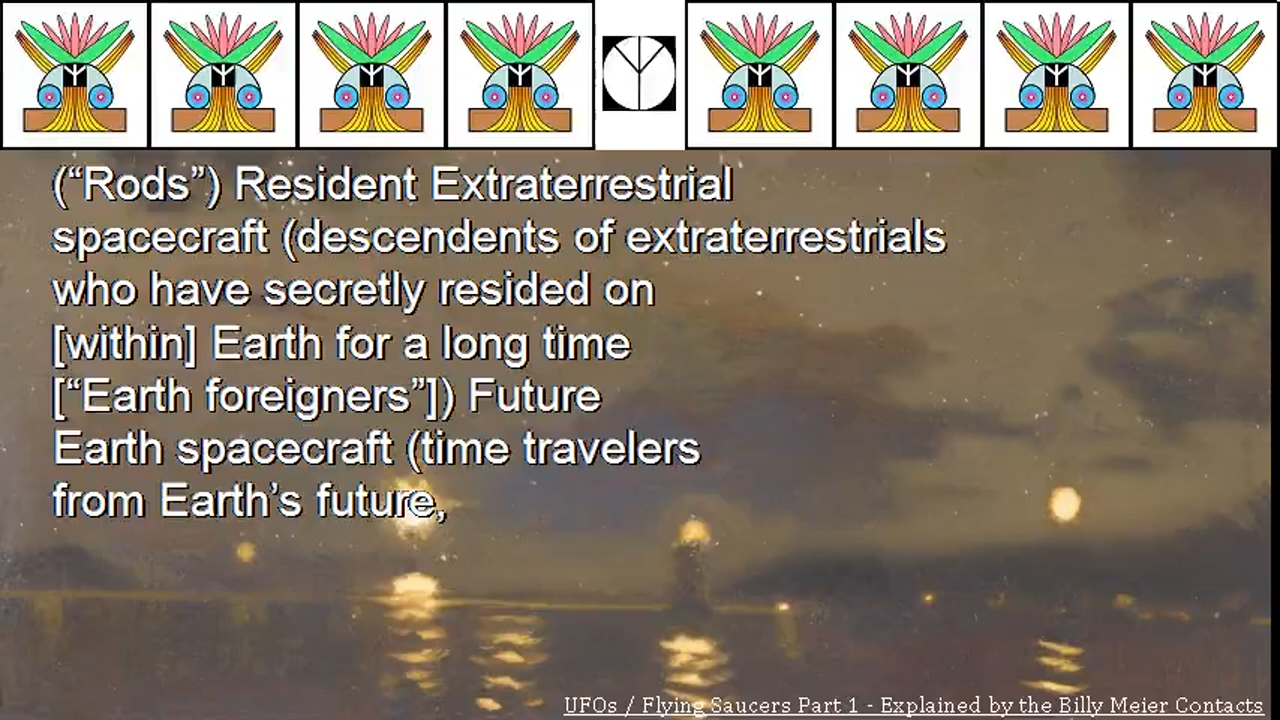 (“Rods”) Resident Extraterrestrial
spacecraft (descendents of extraterrestrials
who have secretly resided on
[within] Earth for a long time
[“Earth foreigners”]) Future
Earth spacecraft (time travelers
from Earth’s future,
UFOs / Flying Saucers Part 1 - Explained by the Billy Meier Contacts